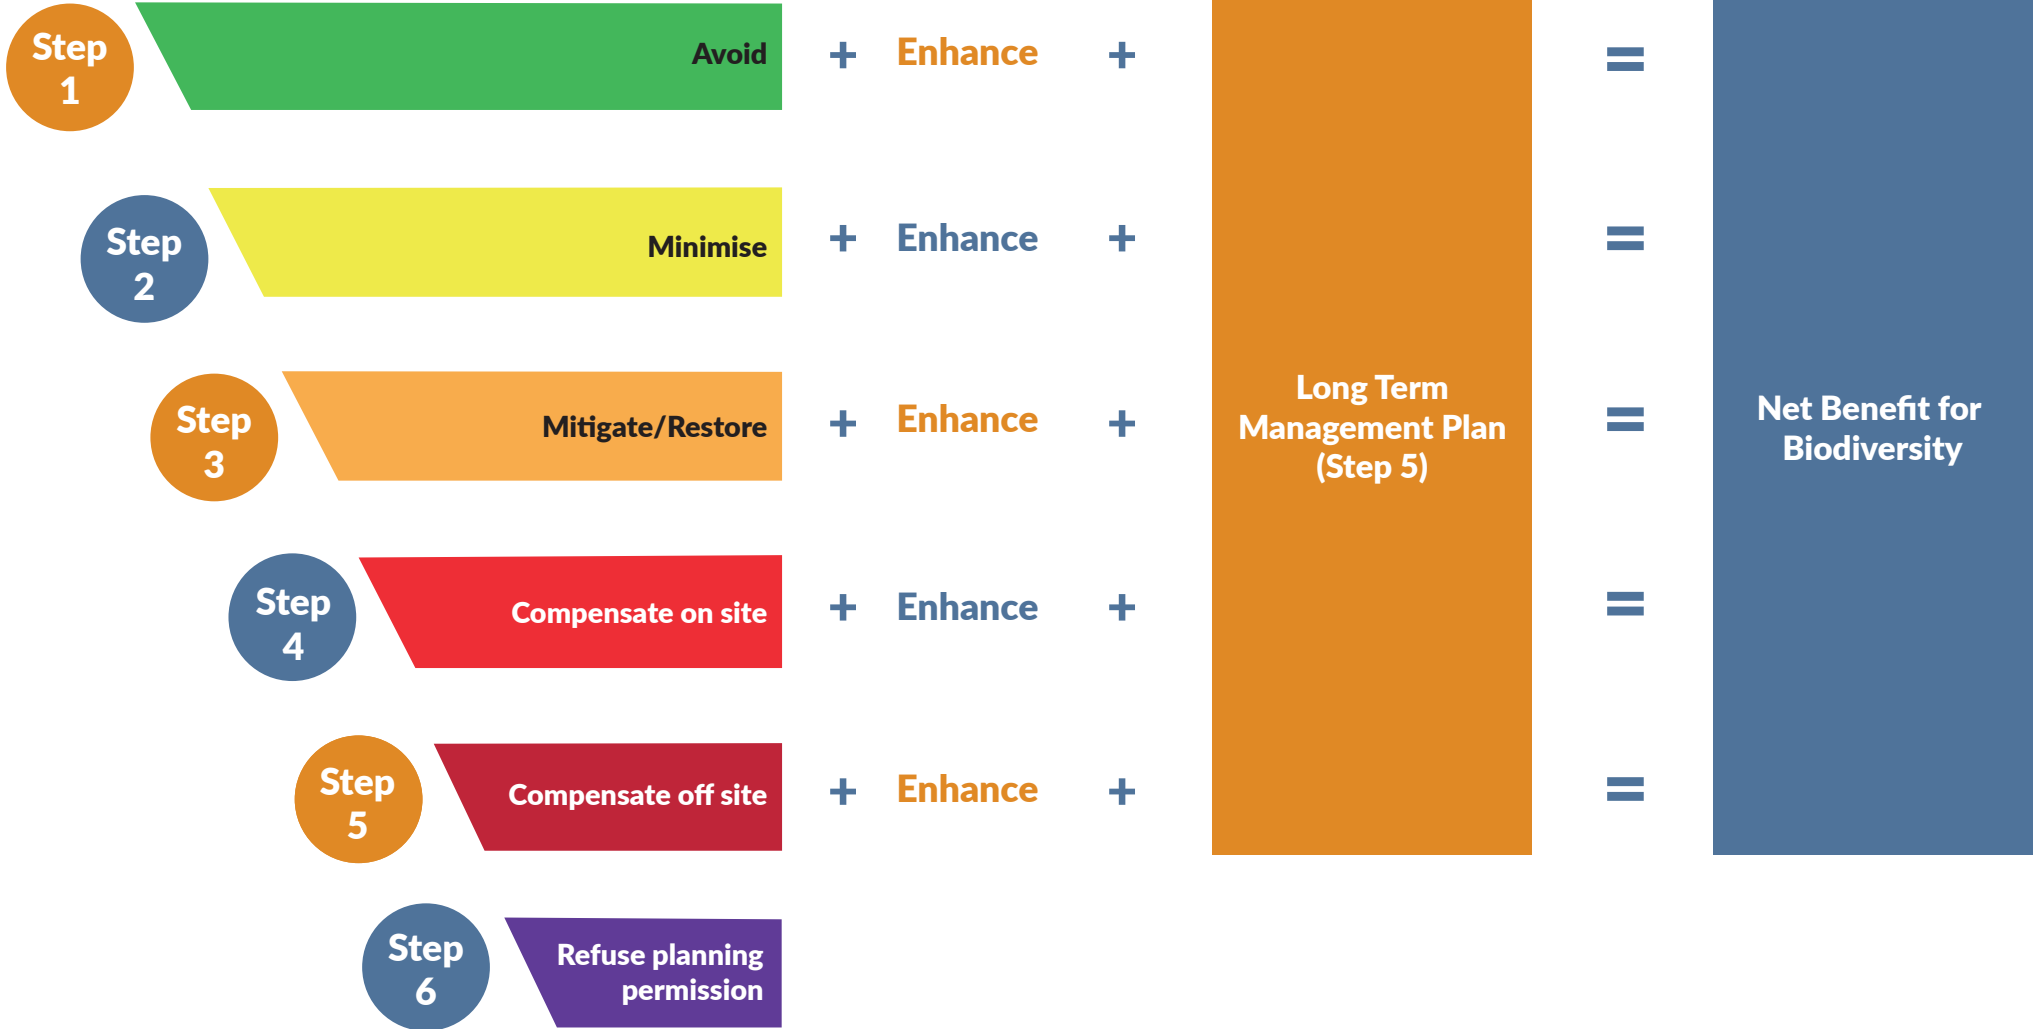 Step
1
Avoid
+ Enhance + =
Step
2
Minimise
+ Enhance + =
Step
3
Mitigate/Restore
+ Enhance + =
Long Term
Management Plan
(Step 5)
Net Benefit for
Biodiversity
Step
4
Compensate on site
+ Enhance + =
Step
5
Compensate off site
+ Enhance + =
Step
6
Refuse planning
permission